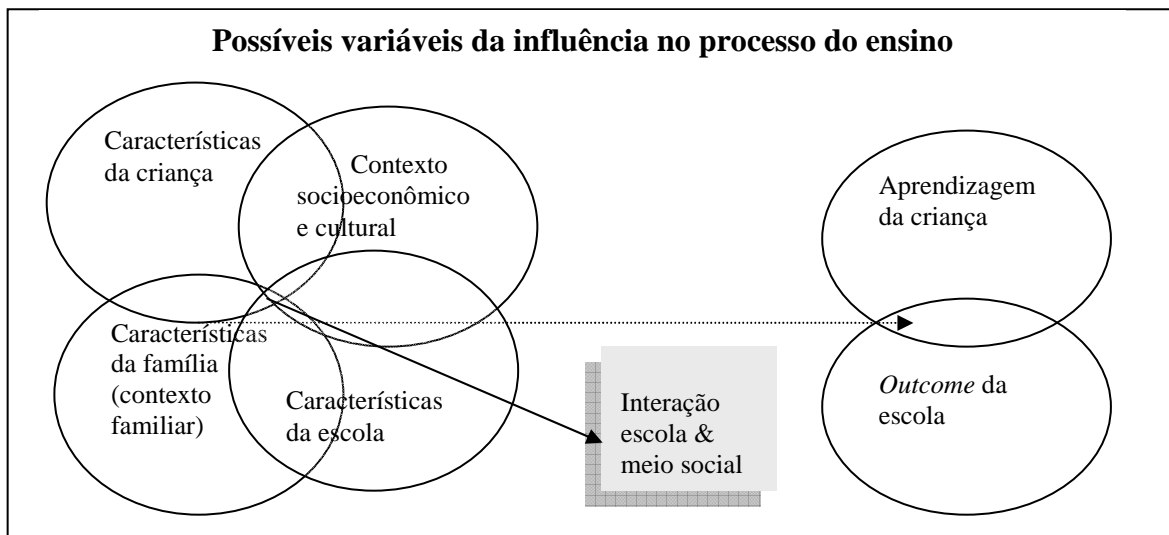 Possíveis variáveis da influência no processo do ensino
Características
da criança
Contexto
socioeconômico
e cultural
Características
da família
(contexto
familiar)
Características
da escola
Interação
escola &
meio social
Aprendizagem
da criança
Outcome da
escola